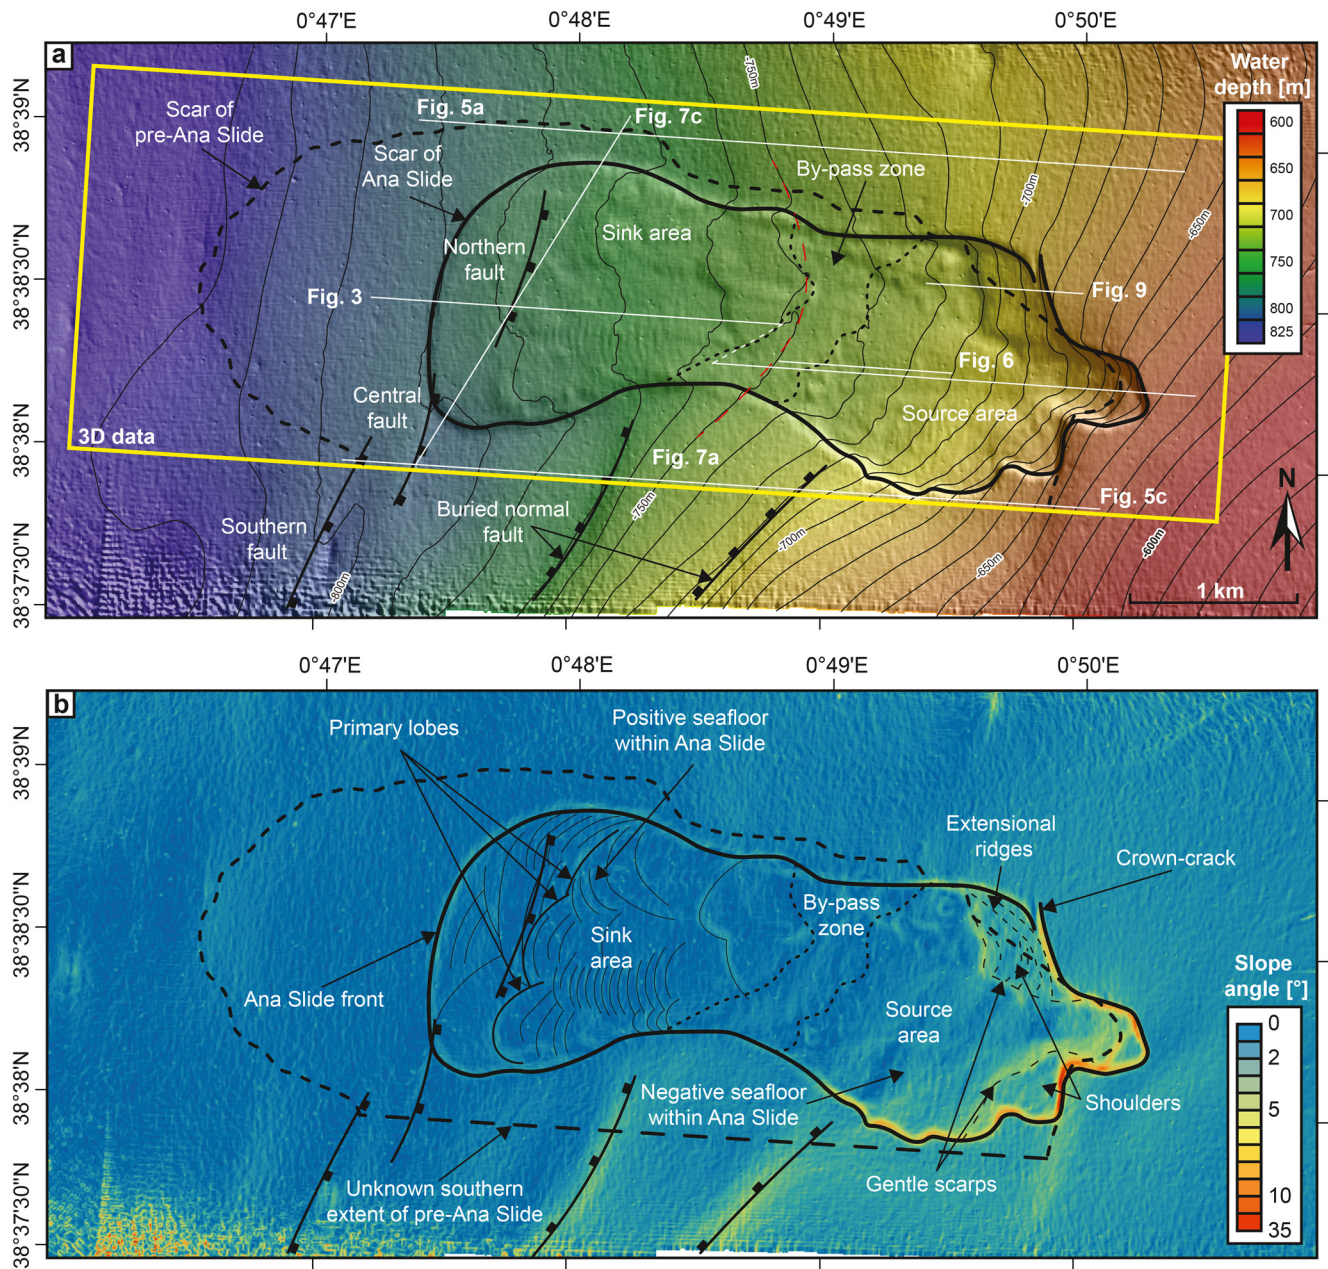 0°47'E 0°48'E 0°49'E 0°50'E
a
Water
depth [m]
600
650
700
750
800
825
38°39'N
38°38'30"N
38°38'N
38°37'30"N
Scar of
pre-Ana Slide
Fig. 5a
Fig. 7c
-750m
Scar of
Ana Slide
By-pass zone
-700m
-650m
Sink area
Northern
fault
Fig. 3
Fig. 9
Fig. 6
Central
fault
Source area
3D data
Fig. 7a
Fig. 5c
N
Southern
fault
Buried normal
fault
-750m
-700m
-650m
-600m
-800m
1 km
0°47'E 0°48'E 0°49'E 0°50'E
b
38°39'N
38°38'30"N
38°38'N
38°37'30"N
Primary lobes
Positive seafloor
within Ana Slide
Extensional
ridges
Crown-crack
By-pass
zone
Sink
area
Ana Slide front
Source
area
Slope
angle [°]
0
2
5
10
35
Negative seafloor
within Ana Slide
Shoulders
Gentle scarps
Unknown southern
extent of pre-Ana Slide